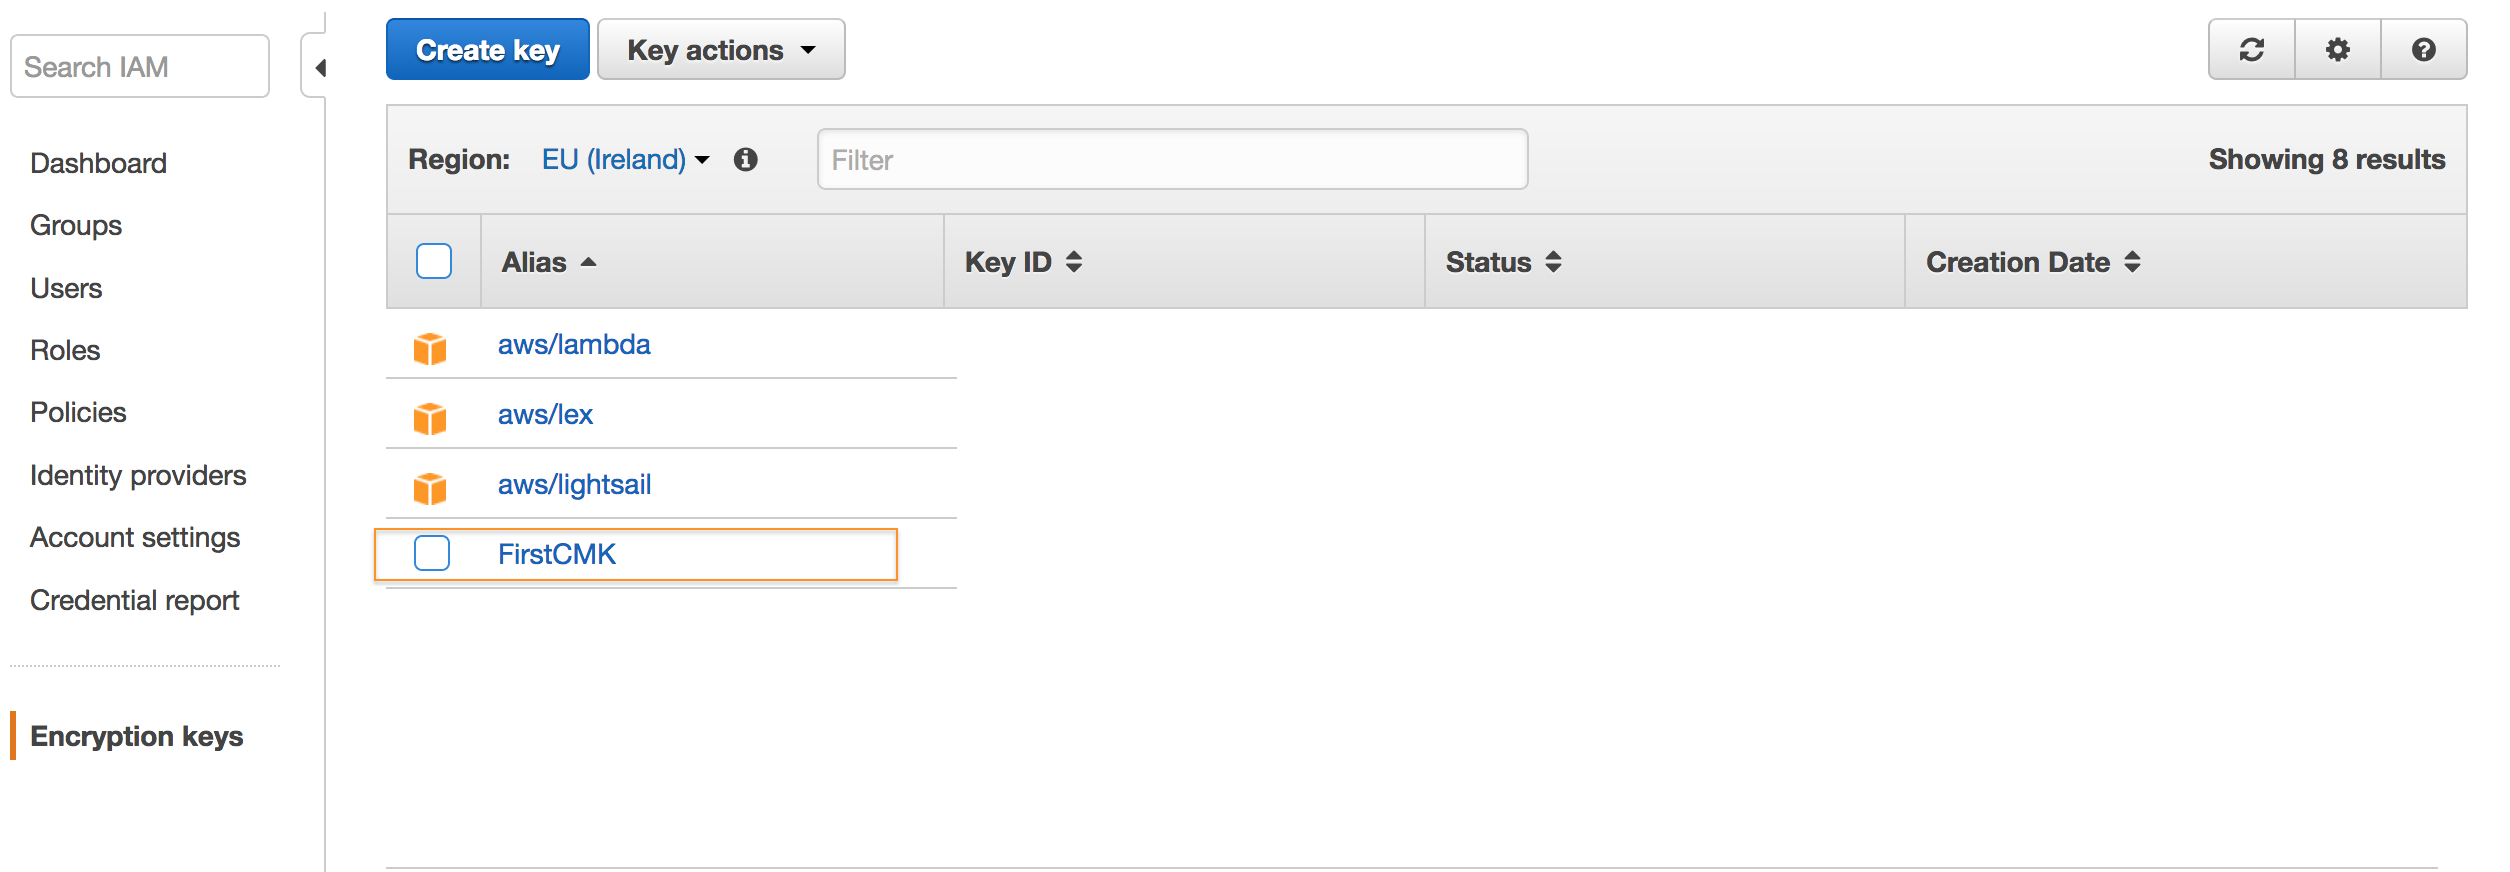 Search IAM
Create key
Key actions
Region: EU (Ireland)
Filter
Showing 8 results
Alias
Key ID
Status
Creation Date
aws/lambda
aws/lex
aws/lightsail
FirstCMK
Dashboard
Groups
Users
Roles
Policies
Identity providers
Account settings
Credential report
Encryption keys